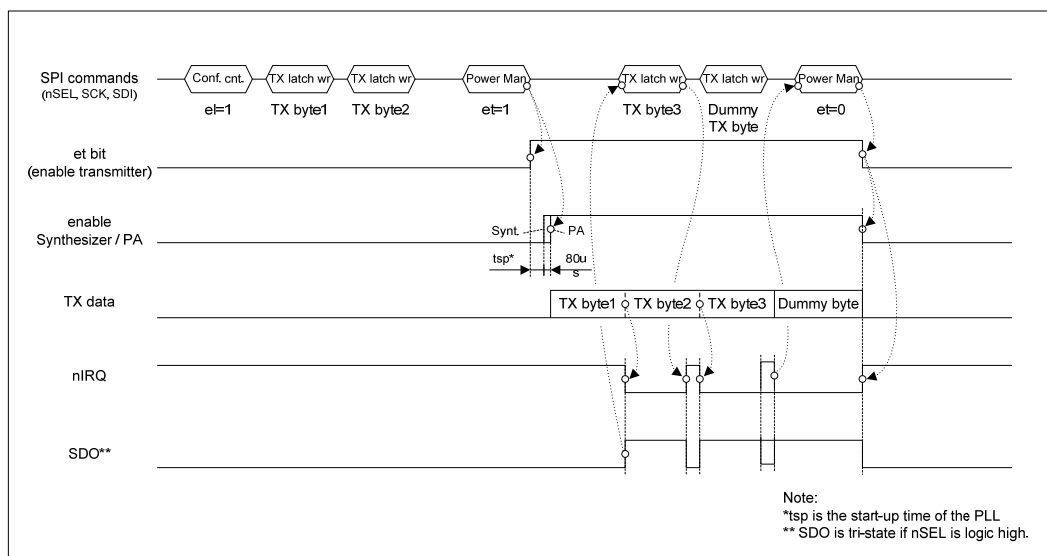 SPI commands
(nSEL, SCK, SDI)
Conf. cnt.
TX latch wr
TX latch wr
Power Man
TX latch wr
TX latch wr
Power Man
el=1
TX byte1
TX byte2
et=1
TX byte3
Dummy
TX byte
et=0
et bit
(enable transmitter)
enable
Synthesizer / PA
Synt.
PA
tsp*
80u
s
TX data
TX byte1
TX byte2
TX byte3
Dummy byte
nIRQ
SDO**
Note:
*tsp is the start-up time of the PLL
** SDO is tri-state if nSEL is logic high.